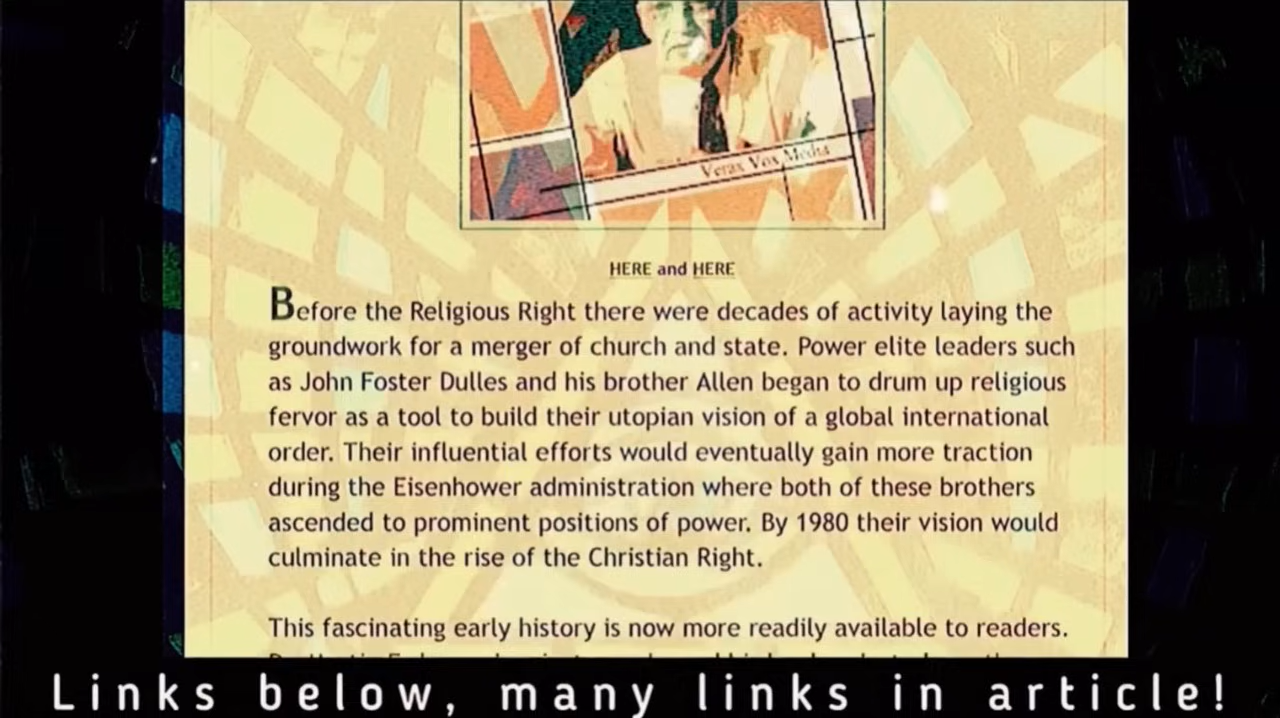 Verax Vox Media
HERE and HERE
Before the Religious Right there were decades of activity laying the
groundwork for a merger of church and state. Power elite leaders such
as John Foster Dulles and his brother Allen began to drum up religious
fervor as a tool to build their utopian vision of a global international
order. Their influential efforts would eventually gain more traction
during the Eisenhower administration where both of these brothers
ascended to prominent positions of power. By 1980 their vision would
culminate in the rise of the Christian Right.
This fascinating early history is now more readily available to readers.
Links below, many links in article!